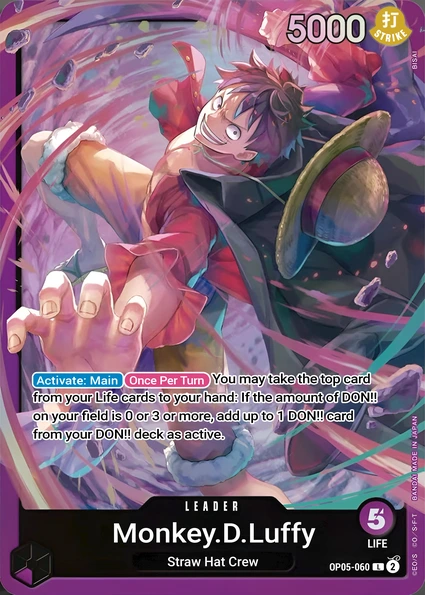 5000
打
STRIKE
BISAI
Activate: Main Once Per Turn You may take the top card
from your Life cards to your hand: If the amount of DON!!
on your field is 0 or 3 or more, add up to 1 DON!! card
from your DON!! deck as active.
LEADER
Monkey.D.Luffy
Straw Hat Crew
5
LIFE
OP05-060 L 2
©E.O/S ©O./S·F·T BANDAI MADE IN JAPAN